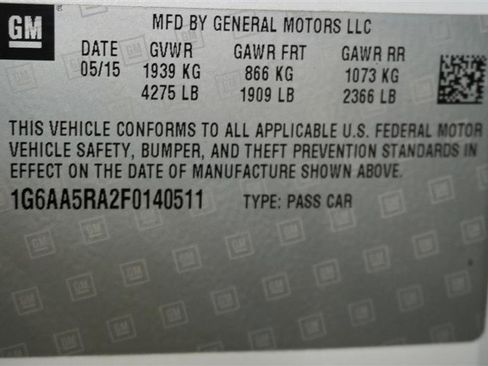 GM
MFD BY GENERAL MOTORS LLC
DATE GVWR GAWR FRT GAWR RR
05/15 1939 KG 866 KG 1073 KG
4275 LB 1909 LB 2366 LB
THIS VEHICLE CONFORMS TO ALL APPLICABLE U.S. FEDERAL MOTOR
VEHICLE SAFETY, BUMPER, AND THEFT PREVENTION STANDARDS IN
EFFECT ON THE DATE OF MANUFACTURE SHOWN ABOVE.
1G6AA5RA2F0140511 TYPE: PASS CAR